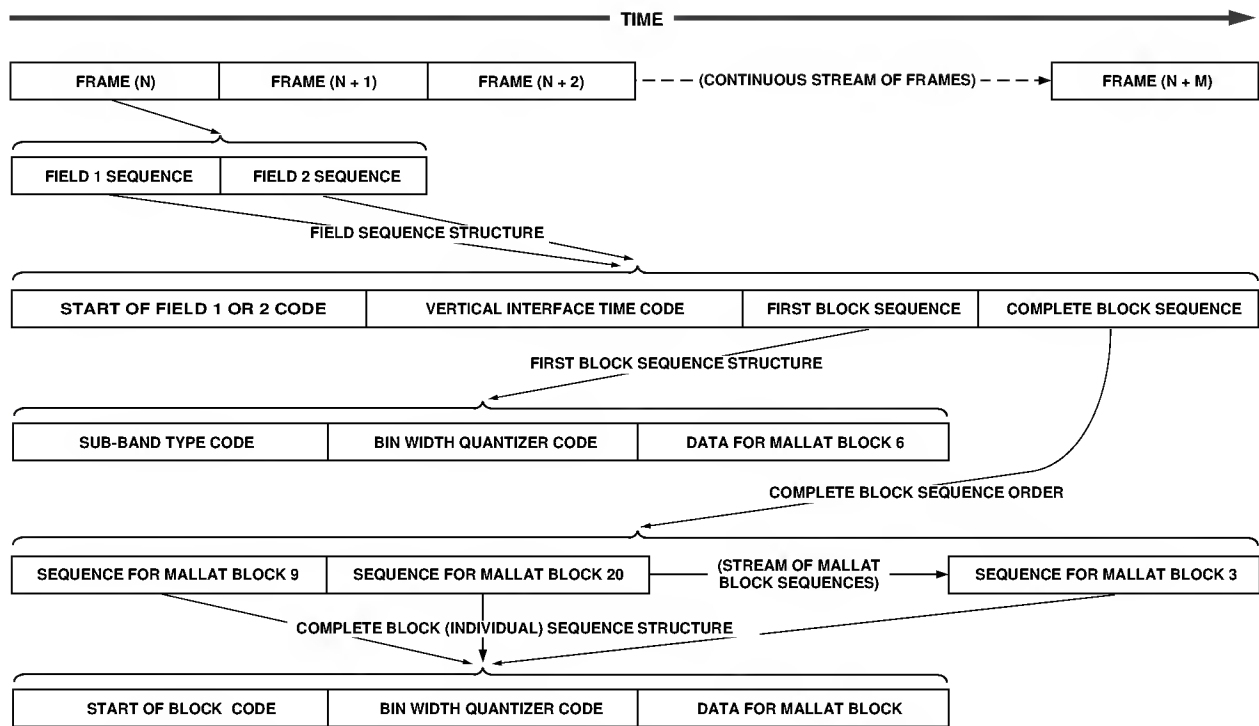 TIME
FRAME (N)
FRAME (N + 1)
FRAME (N + 2)
(CONTINUOUS STREAM OF FRAMES)
FRAME (N + M)
FIELD 1 SEQUENCE
FIELD 2 SEQUENCE
FIELD SEQUENCE STRUCTURE
START OF FIELD 1 OR 2 CODE
VERTICAL INTERFACE TIME CODE
FIRST BLOCK SEQUENCE
COMPLETE BLOCK SEQUENCE
FIRST BLOCK SEQUENCE STRUCTURE
SUB-BAND TYPE CODE
BIN WIDTH QUANTIZER CODE
DATA FOR MALLAT BLOCK 6
COMPLETE BLOCK SEQUENCE ORDER
SEQUENCE FOR MALLAT BLOCK 9
SEQUENCE FOR MALLAT BLOCK 20
(STREAM OF MALLAT
BLOCK SEQUENCES)
SEQUENCE FOR MALLAT BLOCK 3
COMPLETE BLOCK (INDIVIDUAL) SEQUENCE STRUCTURE
START OF BLOCK CODE
BIN WIDTH QUANTIZER CODE
DATA FOR MALLAT BLOCK